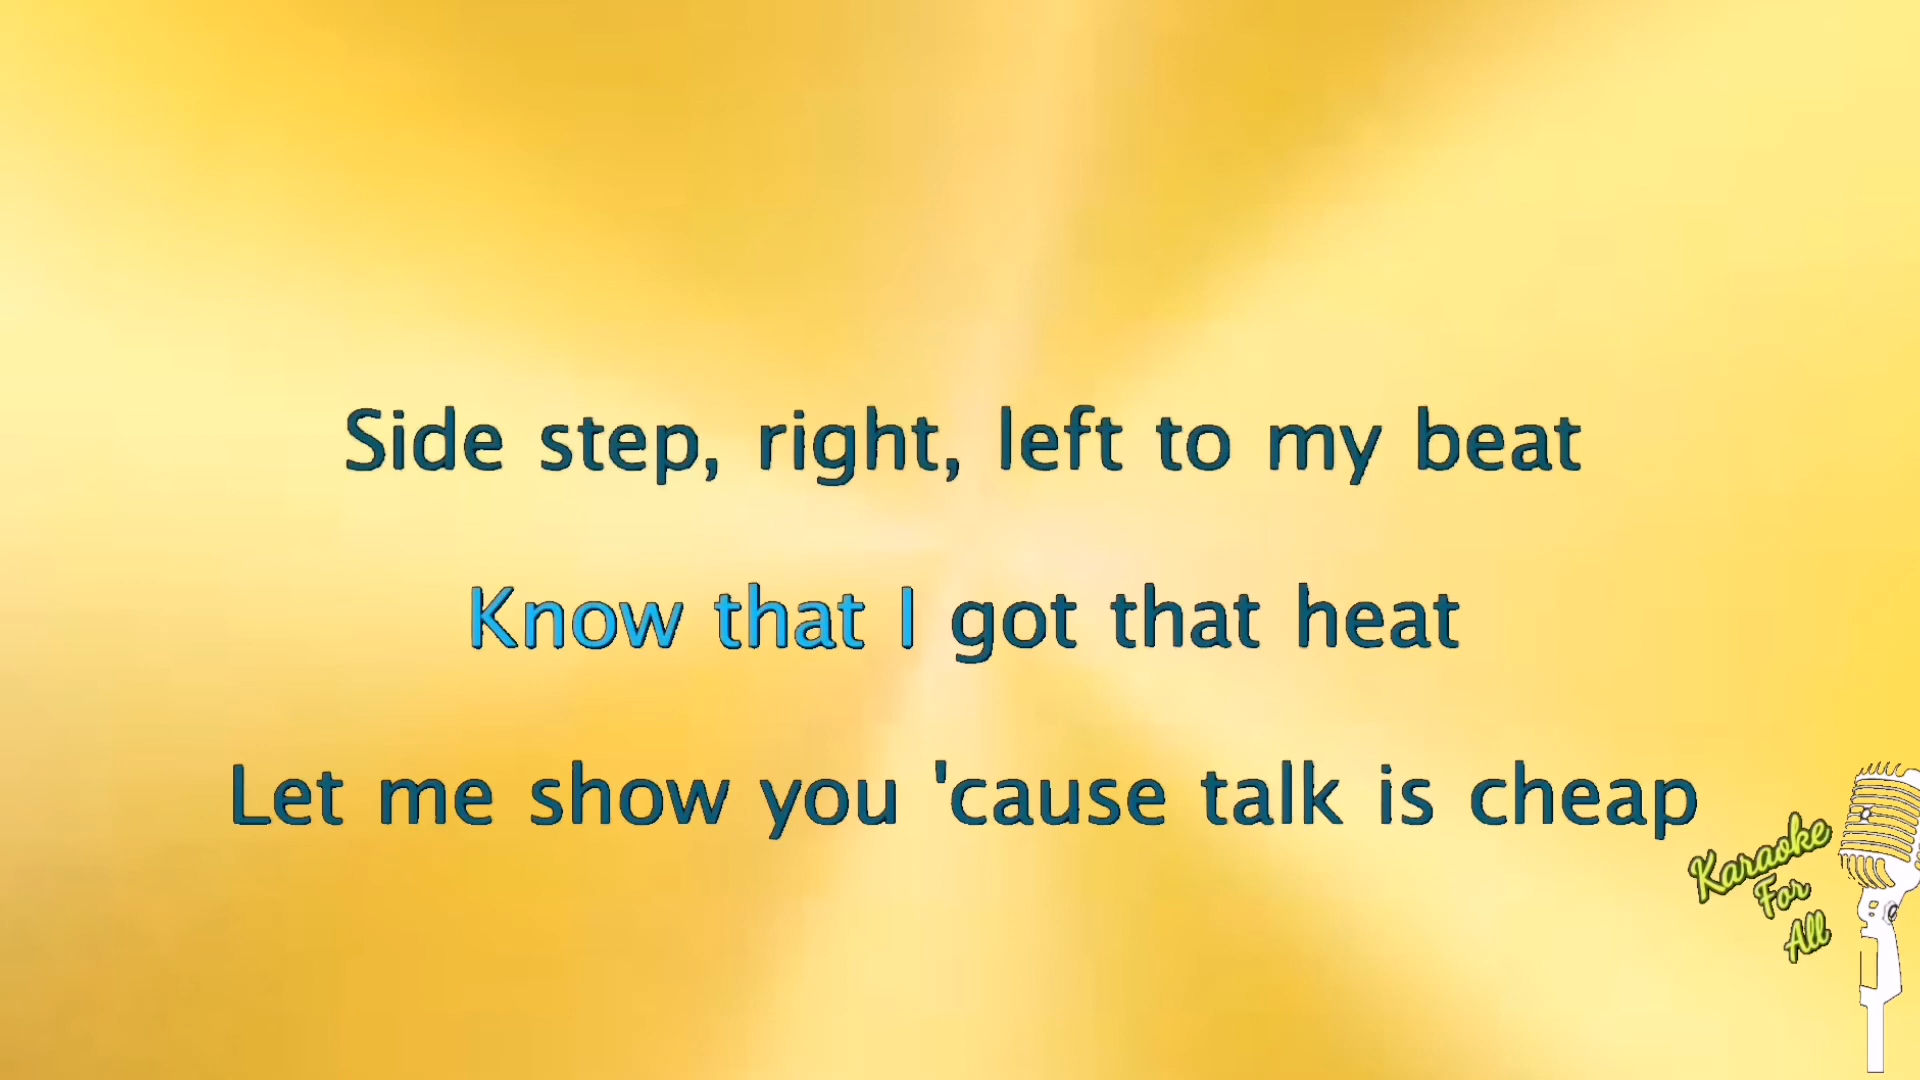 Side step, right, left to my beat
Know that I got that heat
Let me show you 'cause talk is cheap
Karaoke
For
All